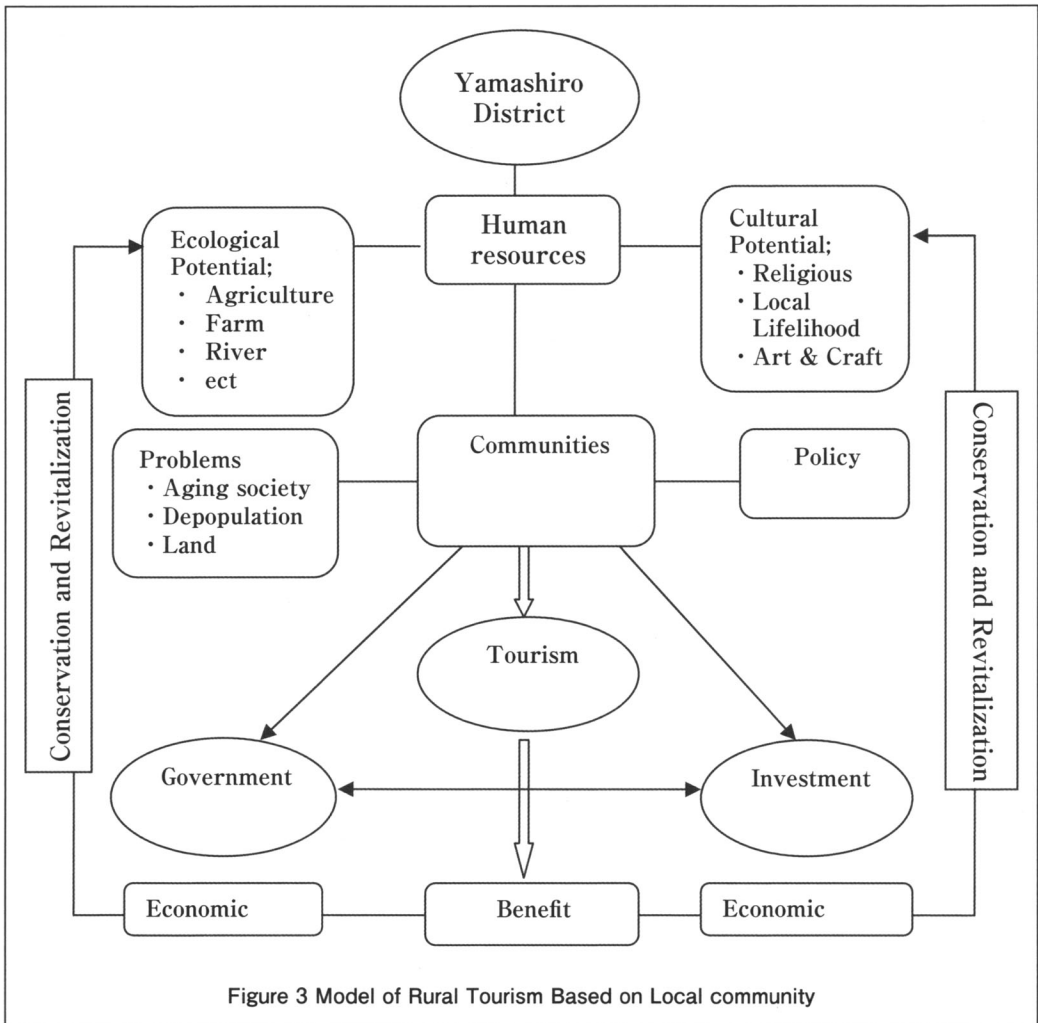 Yamashiro
District
Human
resources
Ecological
Potential;
・ Agriculture
・ Farm
・ River
・ ect
Cultural
Potential;
・Religious
・Local
Lifelihood
・Art & Craft
Conservation and Revitalization
Conservation and Revitalization
Problems
・Aging society
・Depopulation
・Land
Communities
Policy
Tourism
Government
Investment
Economic
Benefit
Economic
Figure 3 Model of Rural Tourism Based on Local community